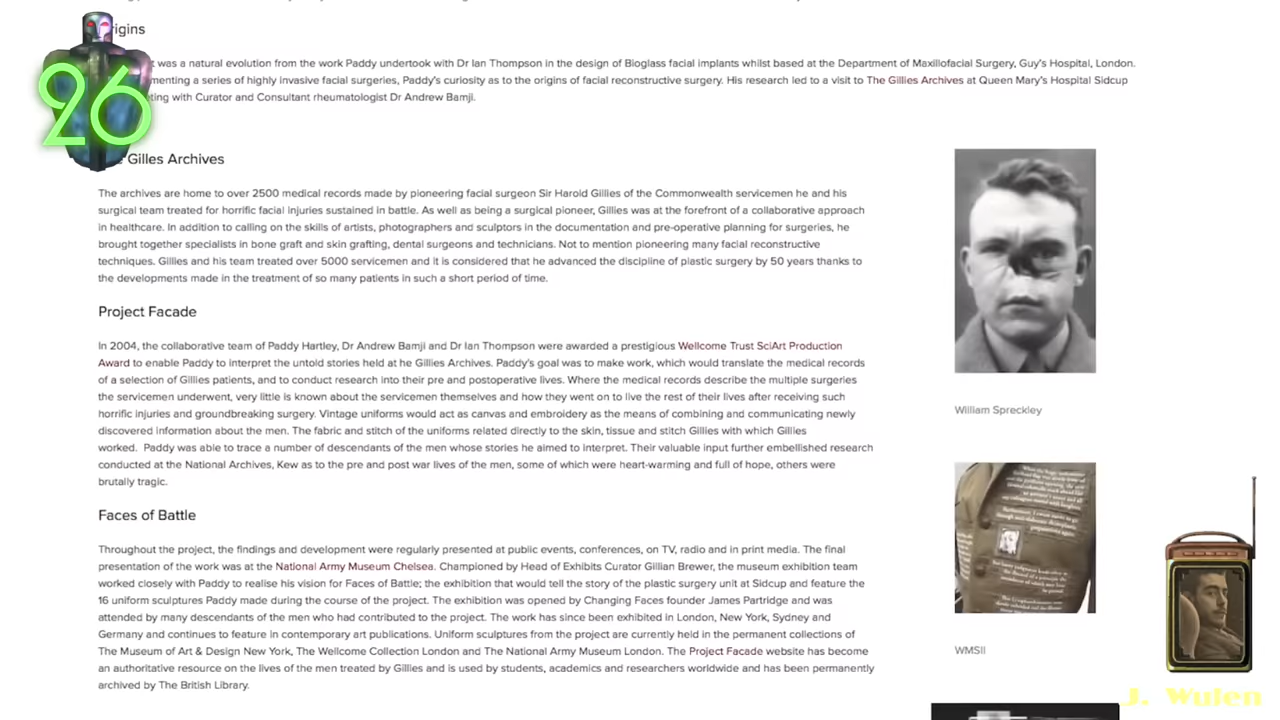 rigins
t was a natural evolution from the work Paddy undertook with Dr Ian Thompson in the design of Bioglass facial implants whilst based at the Department of Maxillofacial Surgery, Guy's Hospital, London.
menting a series of highly invasive facial surgeries, Paddy's curiosity as to the origins of facial reconstructive surgery. His research led to a visit to The Gillies Archives at Queen Mary's Hospital Sidcup
ting with Curator and Consultant rheumatologist Dr Andrew Bamji.
26
Gilles Archives
The archives are home to over 2500 medical records made by pioneering facial surgeon Sir Harold Gillies of the Commonwealth servicemen he and his
surgical team treated for horrific facial injuries sustained in battle. As well as being a surgical pioneer, Gillies was at the forefront of a collaborative approach
in healthcare. In addition to calling on the skills of artists, photographers and sculptors in the documentation and pre-operative planning for surgeries, he
brought together specialists in bone graft and skin grafting, dental surgeons and technicians. Not to mention pioneering many facial reconstructive
techniques. Gillies and his team treated over 5000 servicemen and it is considered that he advanced the discipline of plastic surgery by 50 years thanks to
the developments made in the treatment of so many patients in such a short period of time.
Project Facade
In 2004, the collaborative team of Paddy Hartley, Dr Andrew Bamji and Dr Ian Thompson were awarded a prestigious Wellcome Trust SciArt Production
Award to enable Paddy to interpret the untold stories held at he Gillies Archives. Paddy's goal was to make work, which would translate the medical records
of a selection of Gillies patients, and to conduct research into their pre and postoperative lives. Where the medical records describe the multiple surgeries
the servicemen underwent, very little is known about the servicemen themselves and how they went on to live the rest of their lives after receiving such
horrific injuries and groundbreaking surgery. Vintage uniforms would act as canvas and embroidery as the means of combining and communicating newly
discovered information about the men. The fabric and stitch of the uniforms related directly to the skin, tissue and stitch Gillies with which Gillies
worked. Paddy was able to trace a number of descendants of the men whose stories he aimed to interpret. Their valuable input further embellished research
conducted at the National Archives, Kew as to the pre and post war lives of the men, some of which were heart-warming and full of hope, others were
brutally tragic.
Faces of Battle
Throughout the project, the findings and development were regularly presented at public events, conferences, on TV, radio and in print media. The final
presentation of the work was at the National Army Museum Chelsea. Championed by Head of Exhibits Curator Gillian Brewer, the museum exhibition team
worked closely with Paddy to realise his vision for Faces of Battle; the exhibition that would tell the story of the plastic surgery unit at Sidcup and feature the
16 uniform sculptures Paddy made during the course of the project. The exhibition was opened by Changing Faces founder James Partridge and was
attended by many descendants of the men who had contributed to the project. The work has since been exhibited in London, New York, Sydney and
Germany and continues to feature in contemporary art publications. Uniform sculptures from the project are currently held in the permanent collections of
The Museum of Art & Design New York, The Wellcome Collection London and The National Army Museum London. The Project Facade website has become
an authoritative resource on the lives of the men treated by Gillies and is used by students, academics and researchers worldwide and has been permanently
archived by The British Library.
William Spreckley
WMSII
J. Wulen